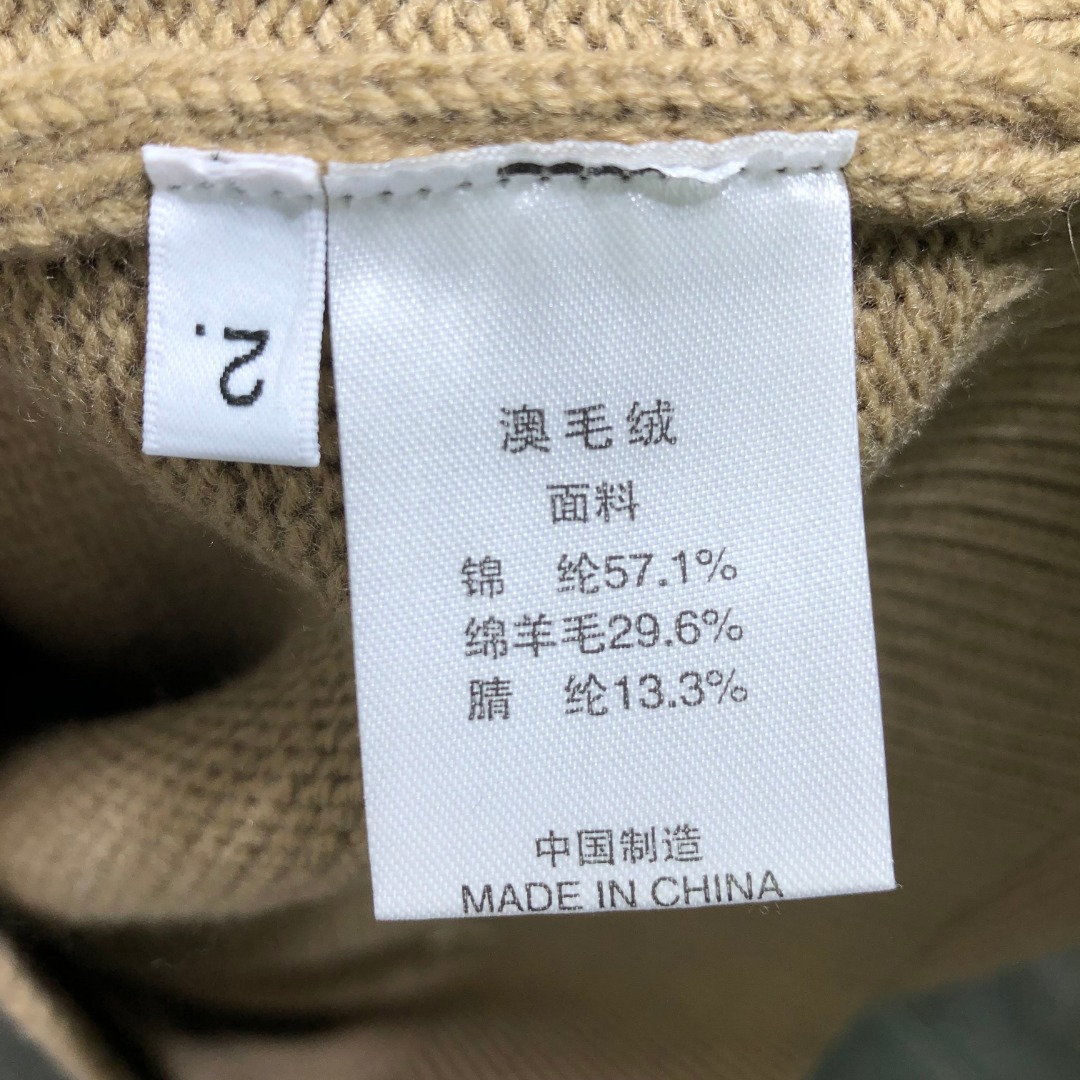 2.
澳毛绒
面料
锦 纶57.1%
绵羊毛29.6%
腈 纶13.3%
中国制造
MADE IN CHINA